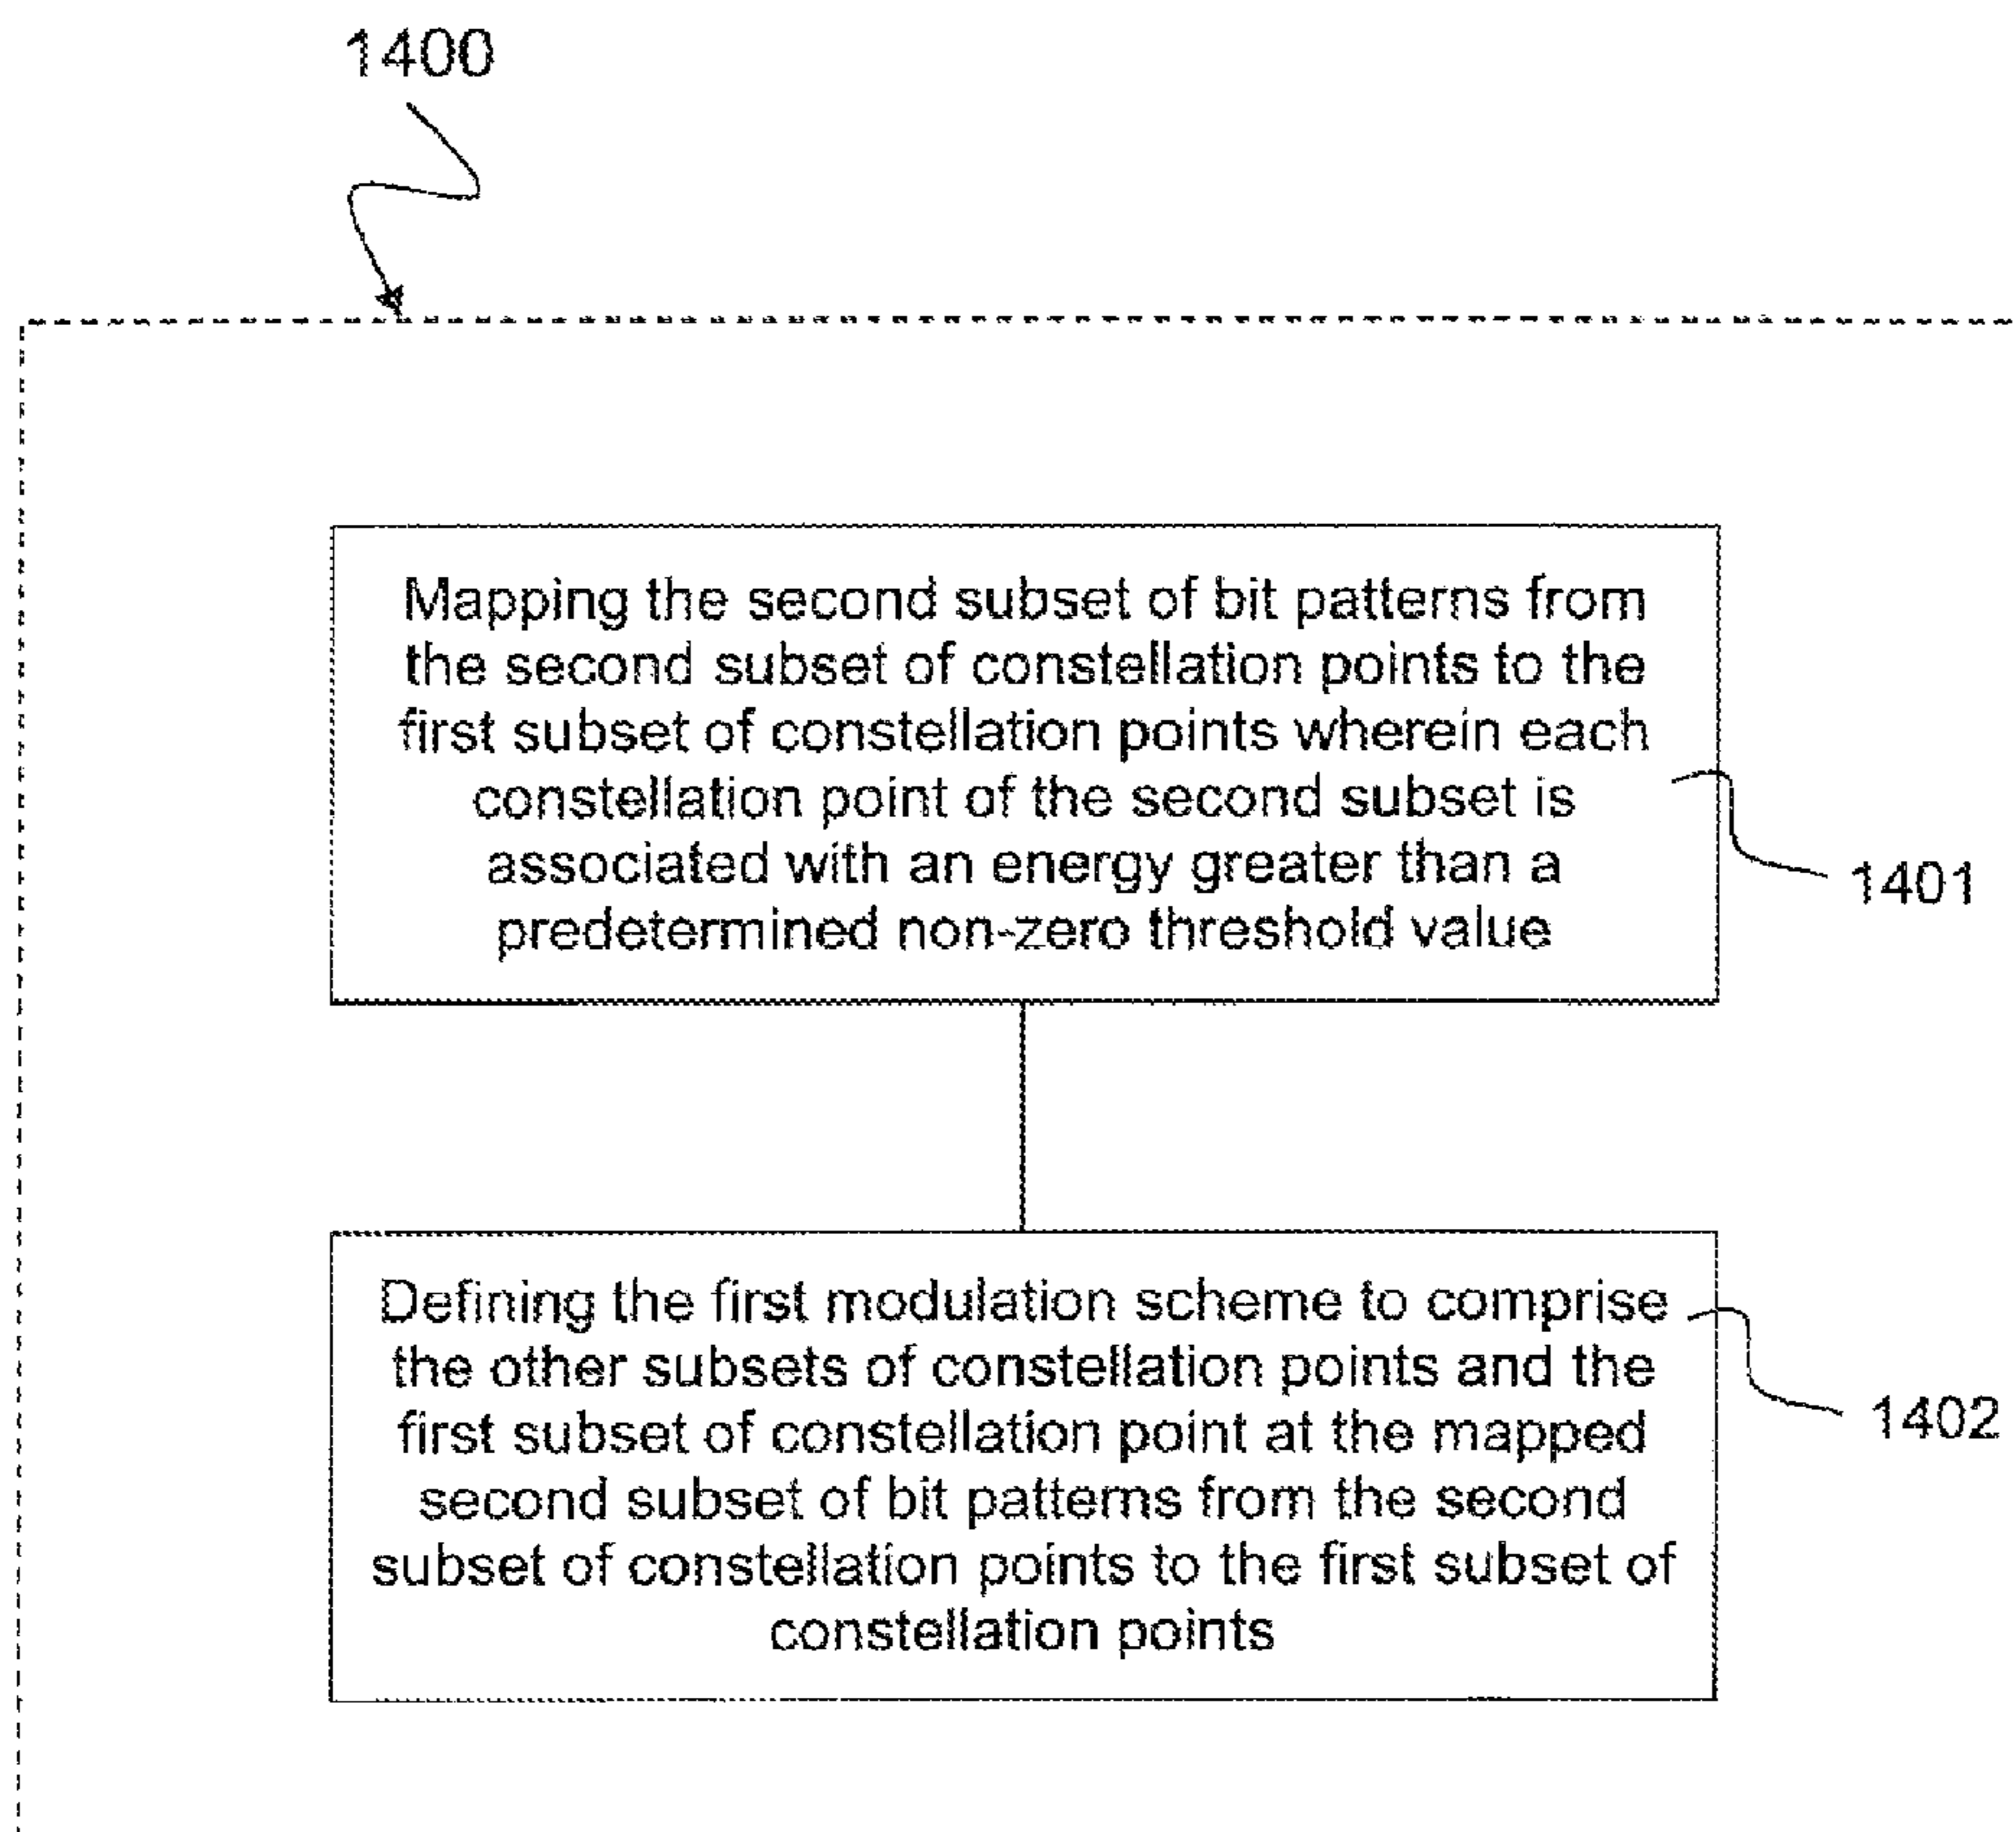 1400
Mapping the second subset of bit patterns from
the second subset of constellation points to the
first subset of constellation points wherein each
constellation point of the second subset is
associated with an energy greater than a
predetermined non-zero threshold value
1401
Defining the first modulation scheme to comprise
the other subsets of constellation points and the
first subset of constellation point at the mapped
second subset of bit patterns from the second
subset of constellation points to the first subset of
constellation points
1402